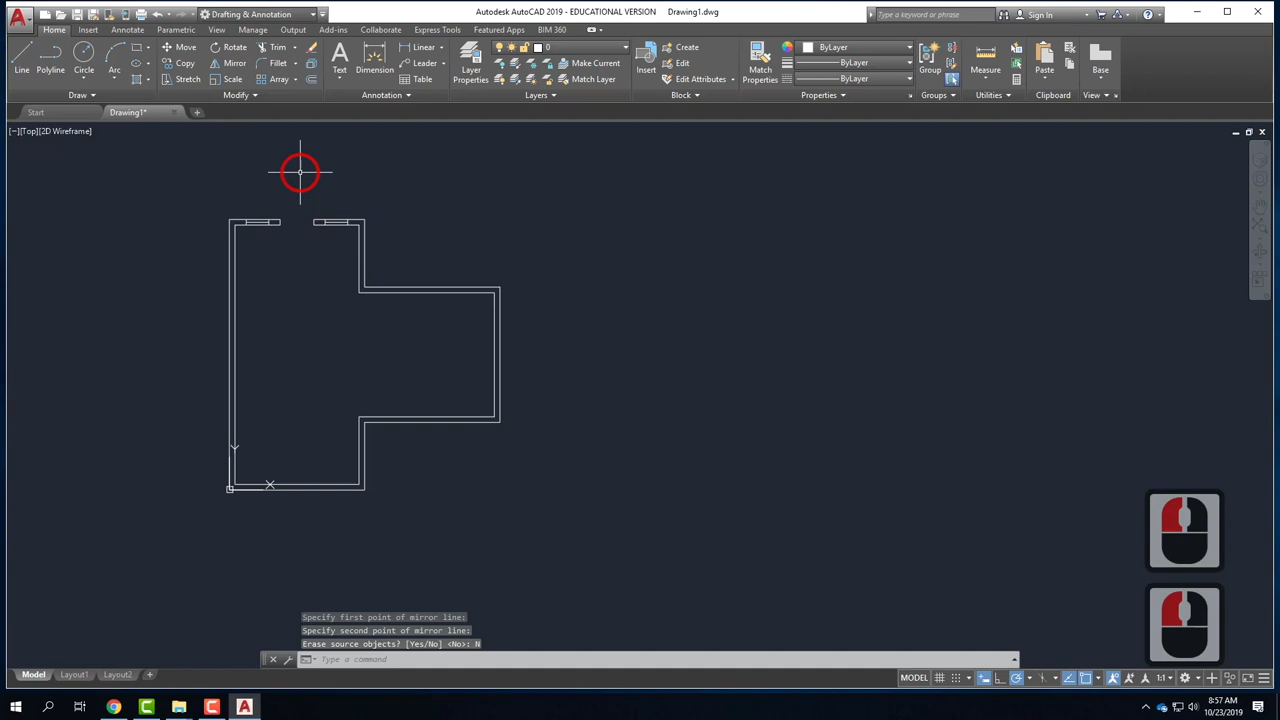 Drafting & Annotation
Autodesk AutoCAD 2019 - EDUCATIONAL VERSION Drawing1.dwg
Type a keyword or phrase
Sign In
Home Insert Annotate Parametric View Manage Output Add-ins Collaborate Express Tools Featured Apps BIM 360
Line
Polyline
Circle
Arc
Draw
Move Rotate Trim
Copy Mirror Fillet
Stretch Scale Array
Modify
Text
Dimension
Linear
Leader
Table
Annotation
Layer
Properties
0
Make Current
Match Layer
Layers
Insert
Create
Edit
Edit Attributes
Block
Match
Properties
ByLayer
ByLayer
ByLayer
Properties
Group
Groups
Measure
Utilities
Paste
Clipboard
Base
View
Start Drawing1*
[−][Top][2D Wireframe]
Y
X
Specify first point of mirror line:
Specify second point of mirror line:
Erase source objects? [Yes/No] <No>: N
Type a command
Model Layout1 Layout2
MODEL
1:1
8:57 AM
10/23/2019